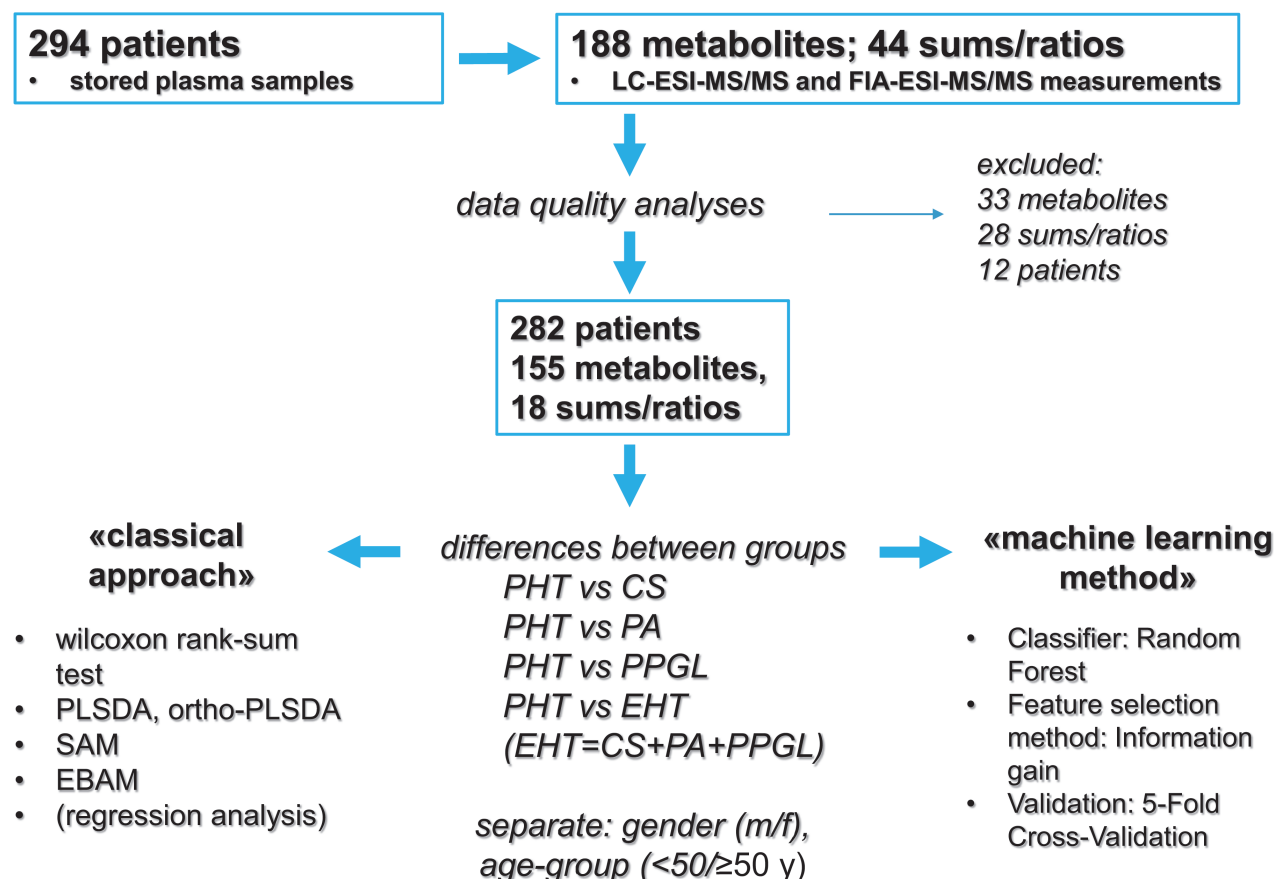 294 patients
• stored plasma samples
188 metabolites; 44 sums/ratios
• LC-ESI-MS/MS and FIA-ESI-MS/MS measurements
data quality analyses
excluded:
33 metabolites
28 sums/ratios
12 patients
282 patients
155 metabolites,
18 sums/ratios
«classical
approach»
• wilcoxon rank-sum
test
• PLSDA, ortho-PLSDA
• SAM
• EBAM
• (regression analysis)
differences between groups
PHT vs CS
PHT vs PA
PHT vs PPGL
PHT vs EHT
(EHT=CS+PA+PPGL)
separate: gender (m/f),
age-group (<50/≥50 y)
«machine learning
method»
• Classifier: Random
Forest
• Feature selection
method: Information
gain
• Validation: 5-Fold
Cross-Validation